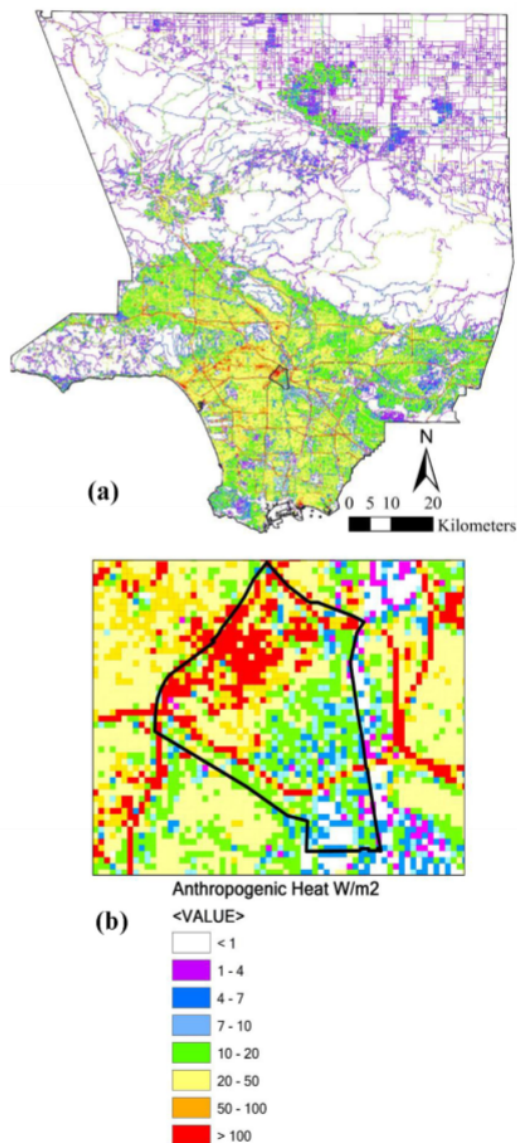 (a)
N
0 5 10 20
Kilometers
Anthropogenic Heat W/m2
(b)
<VALUE>
< 1
1 - 4
4 - 7
7 - 10
10 - 20
20 - 50
50 - 100
> 100